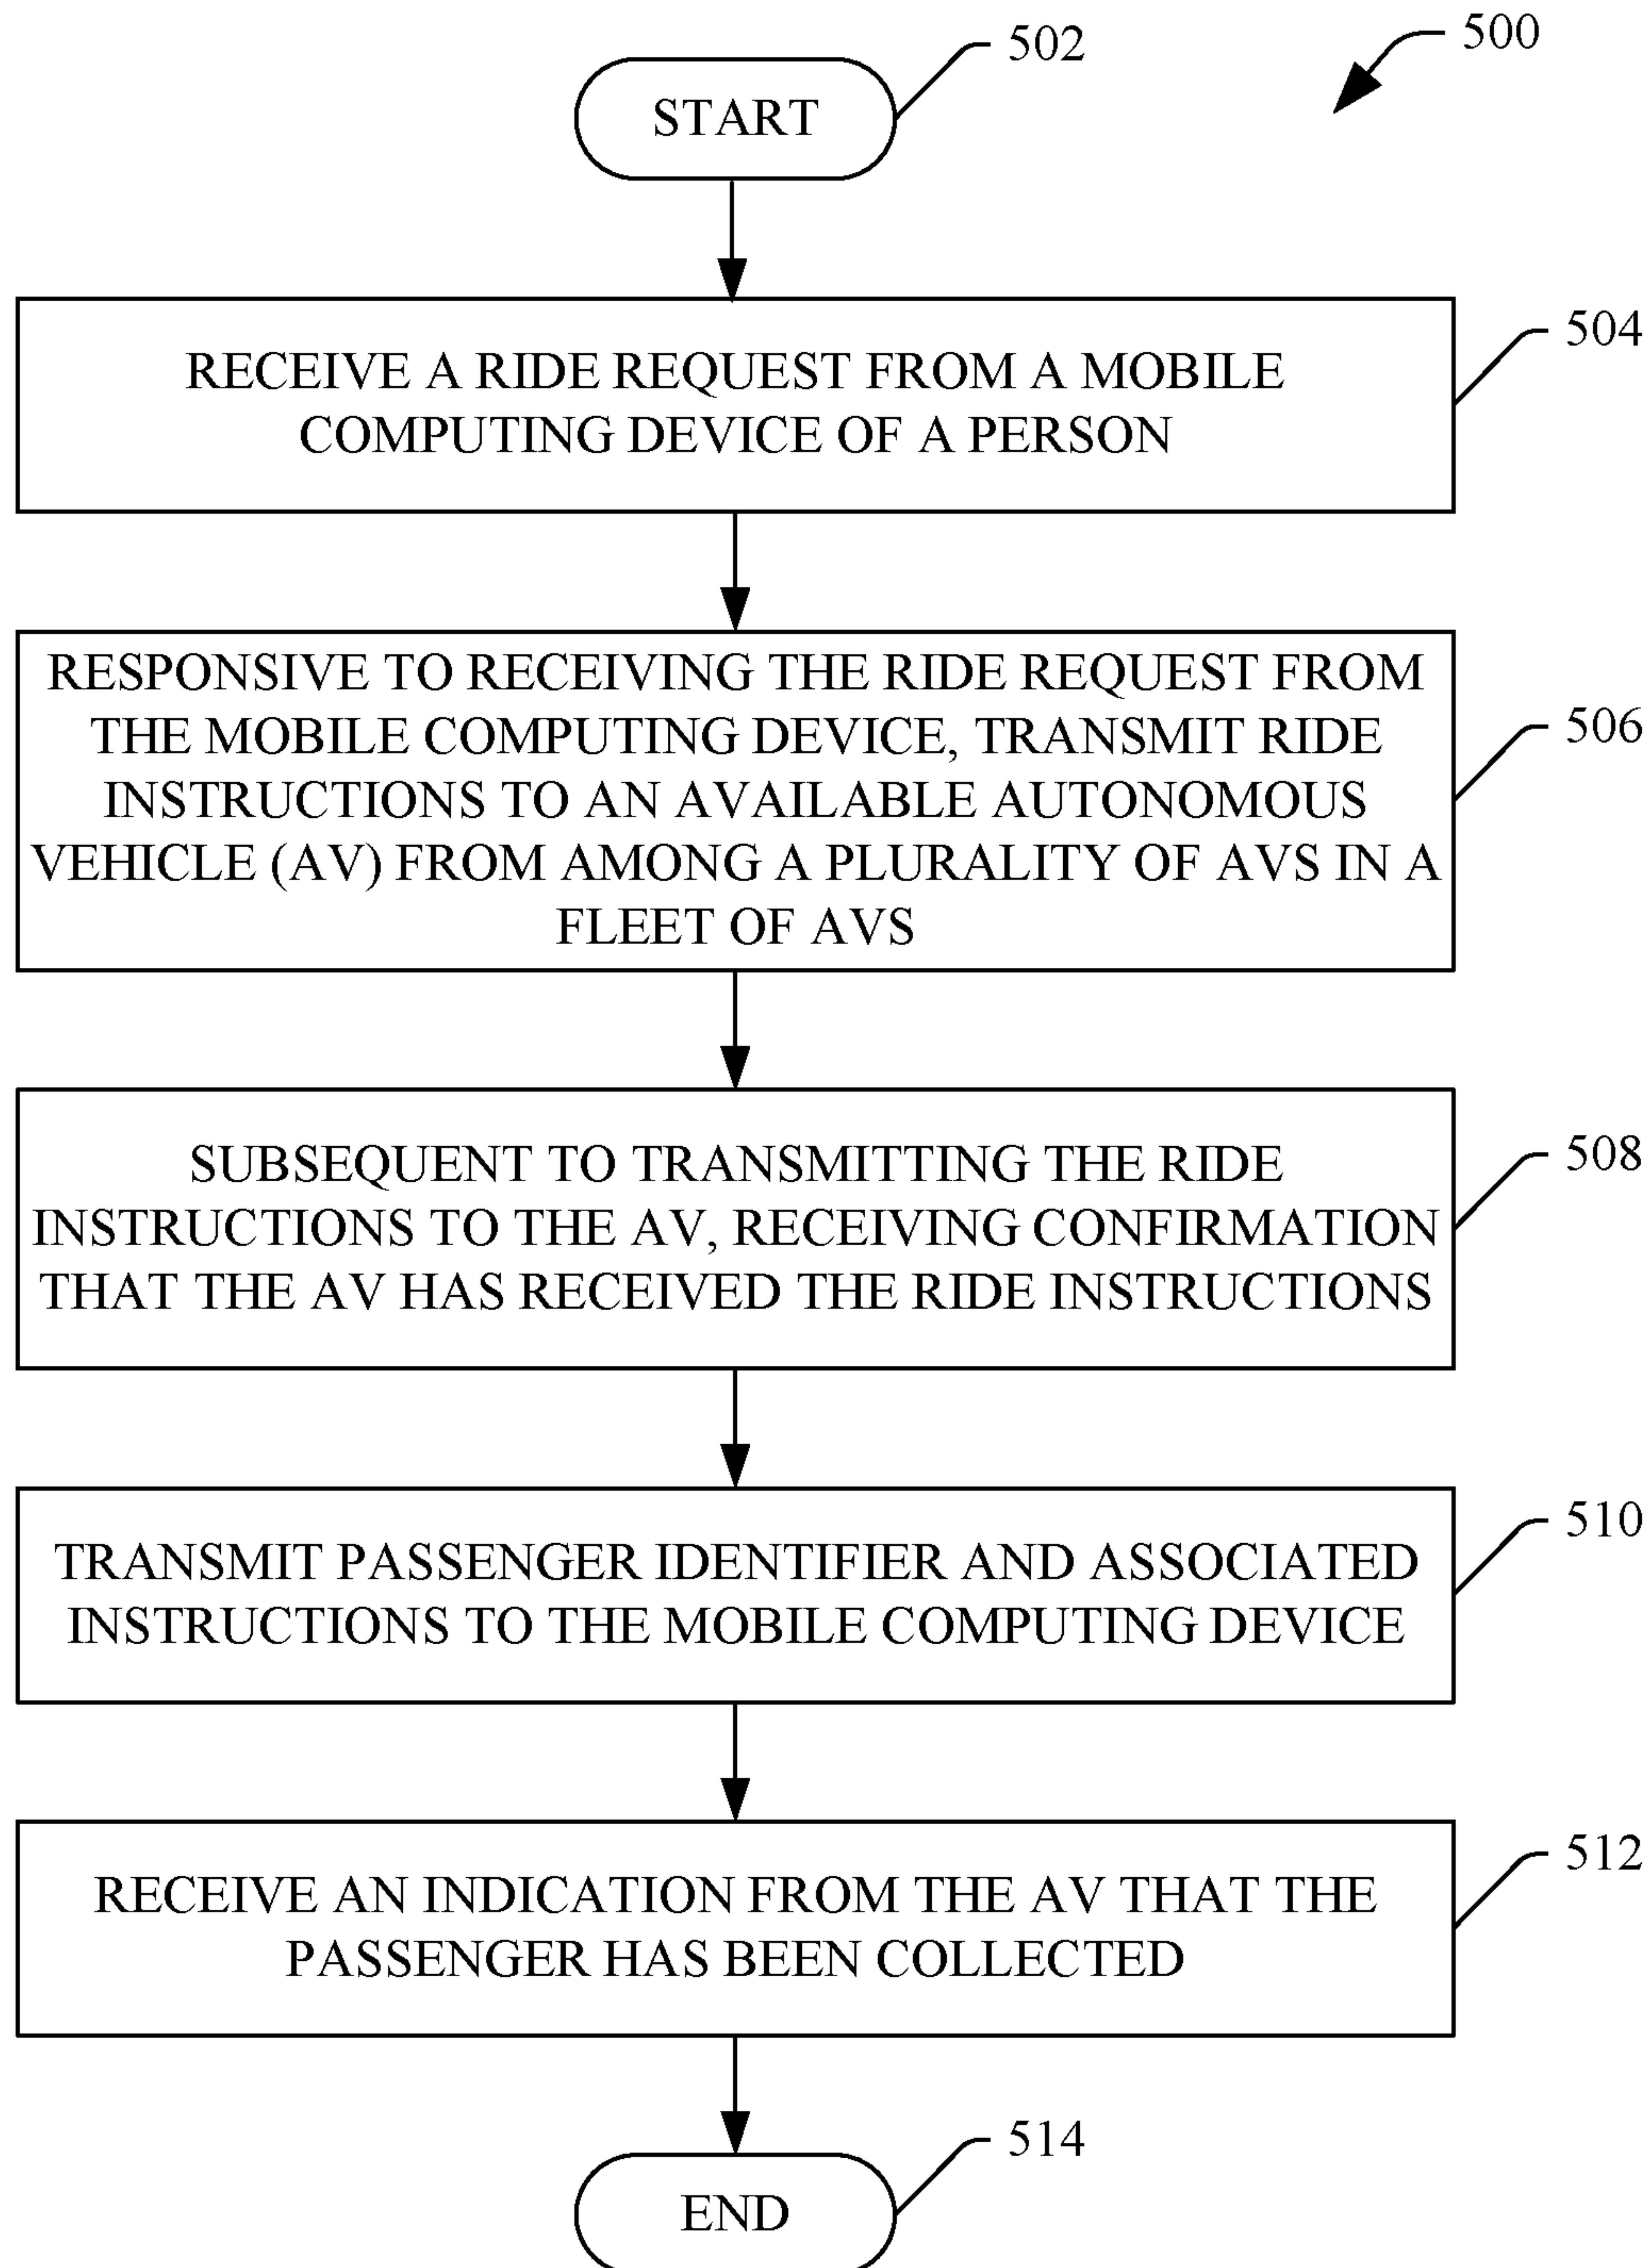 502
500
START
504
RECEIVE A RIDE REQUEST FROM A MOBILE
COMPUTING DEVICE OF A PERSON
RESPONSIVE TO RECEIVING THE RIDE REQUEST FROM
THE MOBILE COMPUTING DEVICE, TRANSMIT RIDE
506
INSTRUCTIONS TO AN AVAILABLE AUTONOMOUS
VEHICLE (AV) FROM AMONG A PLURALITY OF AVS IN A
FLEET OF AVS
508
SUBSEQUENT TO TRANSMITTING THE RIDE
INSTRUCTIONS TO THE AV, RECEIVING CONFIRMATION
THAT THE AV HAS RECEIVED THE RIDE INSTRUCTIONS
510
TRANSMIT PASSENGER IDENTIFIER AND ASSOCIATED
INSTRUCTIONS TO THE MOBILE COMPUTING DEVICE
512
RECEIVE AN INDICATION FROM THE AV THAT THE
PASSENGER HAS BEEN COLLECTED
514
END